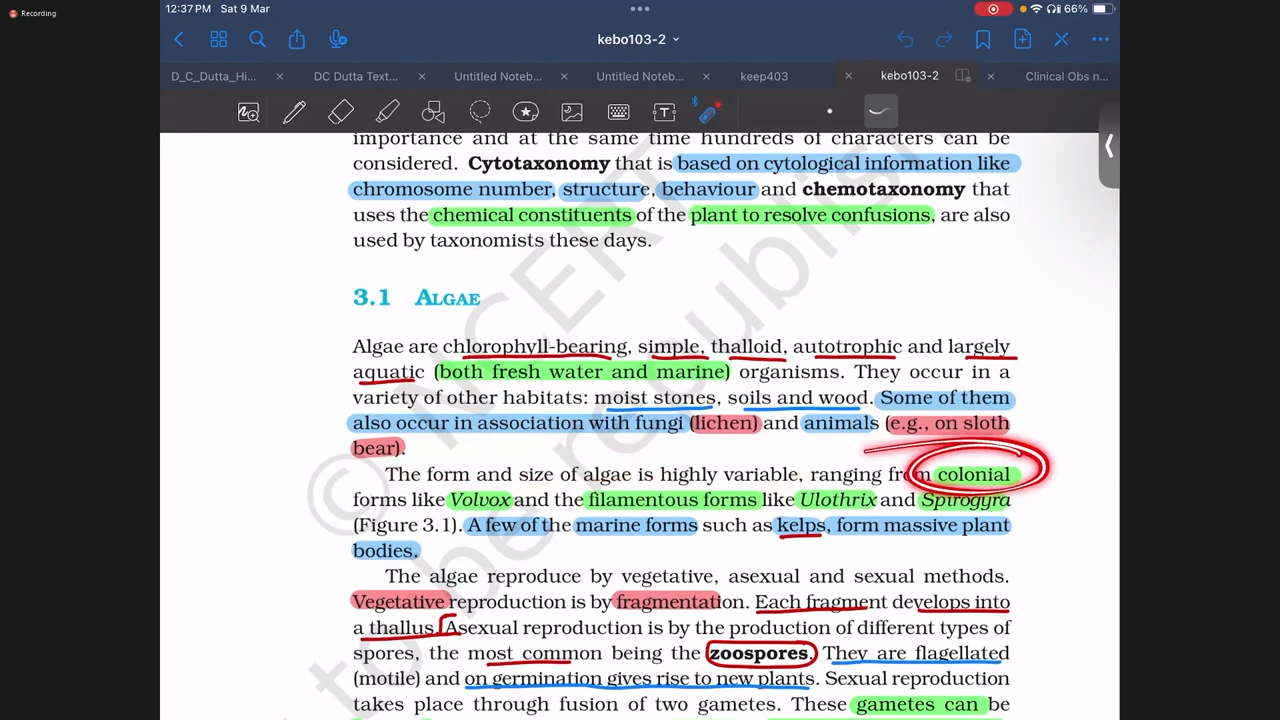 Recording
12:37 PM Sat 9 Mar
66%
kebo103-2
D_C_Dutta_Hi...
DC Dutta Text...
Untitled Noteb...
Untitled Noteb...
keep403
kebo103-2
Clinical Obs n...
importance and at the same time hundreds of characters can be
considered. Cytotaxonomy that is based on cytological information like
chromosome number, structure, behaviour and chemotaxonomy that
uses the chemical constituents of the plant to resolve confusions, are also
used by taxonomists these days.
3.1 ALGAE
Algae are chlorophyll-bearing, simple, thalloid, autotrophic and largely
aquatic (both fresh water and marine) organisms. They occur in a
variety of other habitats: moist stones, soils and wood. Some of them
also occur in association with fungi (lichen) and animals (e.g., on sloth
bear).
The form and size of algae is highly variable, ranging from colonial
forms like Volvox and the filamentous forms like Ulothrix and Spirogyra
(Figure 3.1). A few of the marine forms such as kelps, form massive plant
bodies.
The algae reproduce by vegetative, asexual and sexual methods.
Vegetative reproduction is by fragmentation. Each fragment develops into
a thallus. Asexual reproduction is by the production of different types of
spores, the most common being the zoospores. They are flagellated
(motile) and on germination gives rise to new plants. Sexual reproduction
takes place through fusion of two gametes. These gametes can be
© NCERT
to be republis